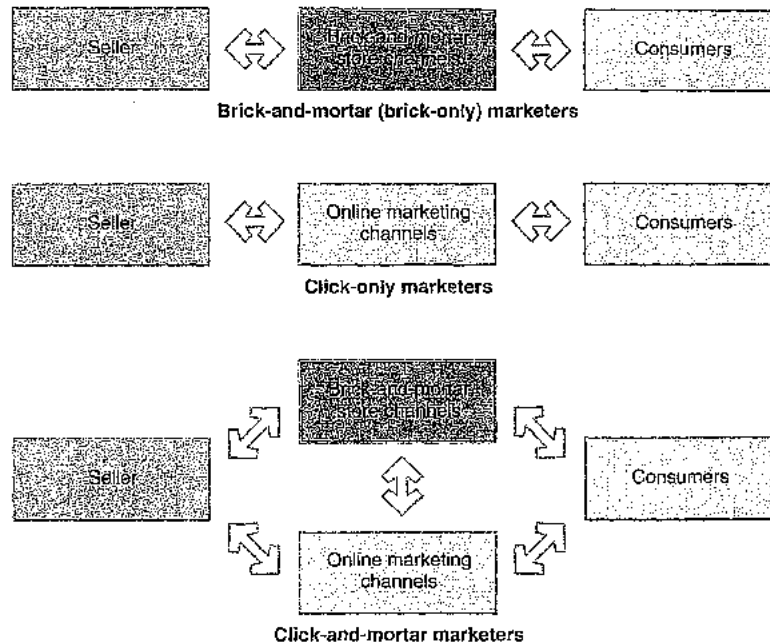 Seller
Brick-and-mortar
store channels
Consumers
Brick-and-mortar (brick-only) marketers
Seller
Online marketing
channels
Consumers
Click-only marketers
Brick-and-mortar
store channels
Seller
Consumers
Online marketing
channels
Click-and-mortar marketers